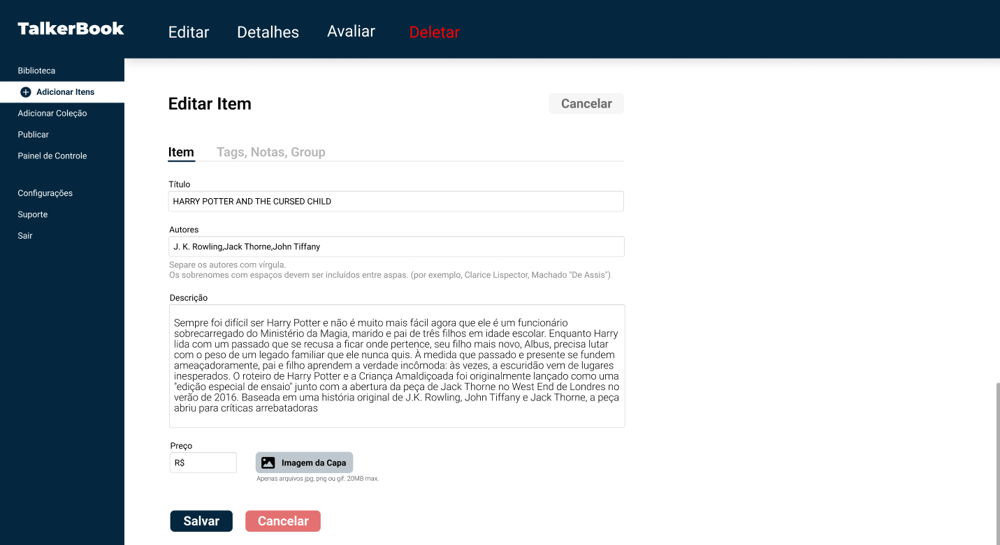 TalkerBook
Editar Detalhes Avaliar Deletar
Biblioteca
Adicionar Itens
Adicionar Coleção
Publicar
Painel de Controle
Configurações
Suporte
Sair
Editar Item
Cancelar
Item Tags, Notas, Group
Título
HARRY POTTER AND THE CURSED CHILD
Autores
J. K. Rowling,Jack Thorne,John Tiffany
Separe os autores com vírgula.
Os sobrenomes com espaços devem ser incluídos entre aspas. (por exemplo, Clarice Lispector, Machado "De Assis").
Descrição
Sempre foi difícil ser Harry Potter e não é muito mais fácil agora que ele é um funcionário
sobrecarregado do Ministério da Magia, marido e pai de três filhos em idade escolar. Enquanto Harry
lida com um passado que se recusa a ficar onde pertence, seu filho mais novo, Albus, precisa lutar
com o peso de um legado familiar que ele nunca quis. À medida que passado e presente se fundem
ameaçadoramente, pai e filho aprendem a verdade incômoda: às vezes, a escuridão vem de lugares
inesperados. O roteiro de Harry Potter e a Criança Amaldiçoada foi originalmente lançado como uma
"edição especial de ensaio" junto com a abertura da peça de Jack Thorne no West End de Londres no
verão de 2016. Baseada em uma história original de J.K. Rowling, John Tiffany e Jack Thorne, a peça
abriu para críticas arrebatadoras
Preço
R$
Imagem da Capa
Apenas arquivos jpg, png ou gif. 20MB max.
Salvar Cancelar